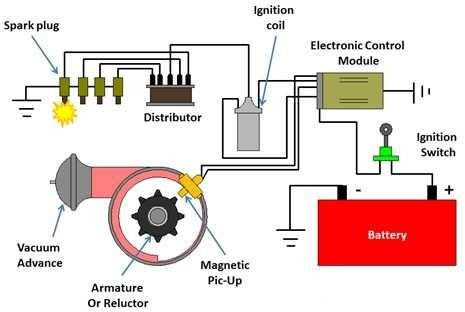 Spark plug
Ignition
coil
Electronic Control
Module
Distributor
Ignition
Switch
- +
Battery
Vacuum
Advance
Magnetic
Pic-Up
Armature
Or Reluctor